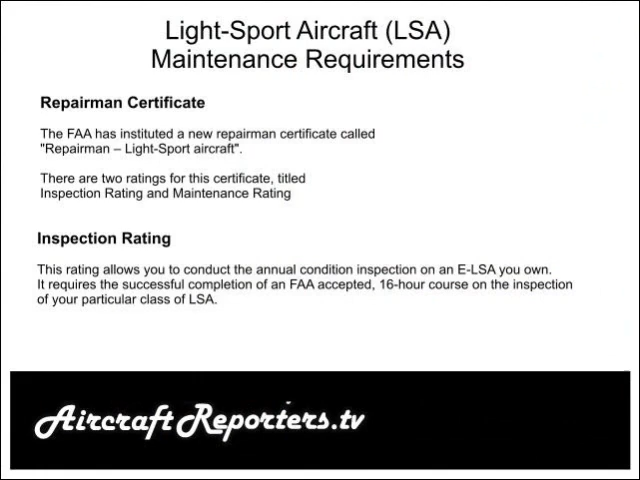 Light-Sport Aircraft (LSA)
Maintenance Requirements
Repairman Certificate
The FAA has instituted a new repairman certificate called
"Repairman – Light-Sport aircraft".
There are two ratings for this certificate, titled
Inspection Rating and Maintenance Rating
Inspection Rating
This rating allows you to conduct the annual condition inspection on an E-LSA you own.
It requires the successful completion of an FAA accepted, 16-hour course on the inspection
of your particular class of LSA.
AircraftReporters.tv